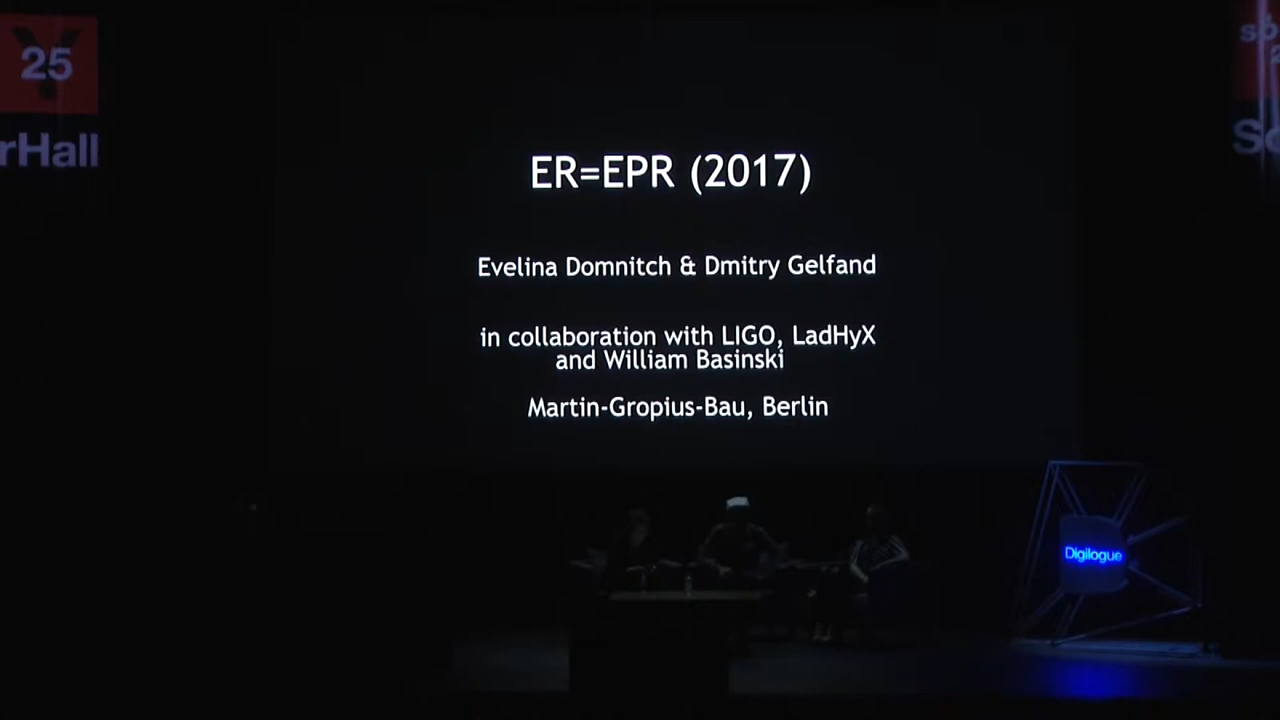 25
rHall
ER=EPR (2017)
Evelina Domnitch & Dmitry Gelfand
in collaboration with LIGO, LadHyX
and William Basinski
Martin-Gropius-Bau, Berlin
Digilogue